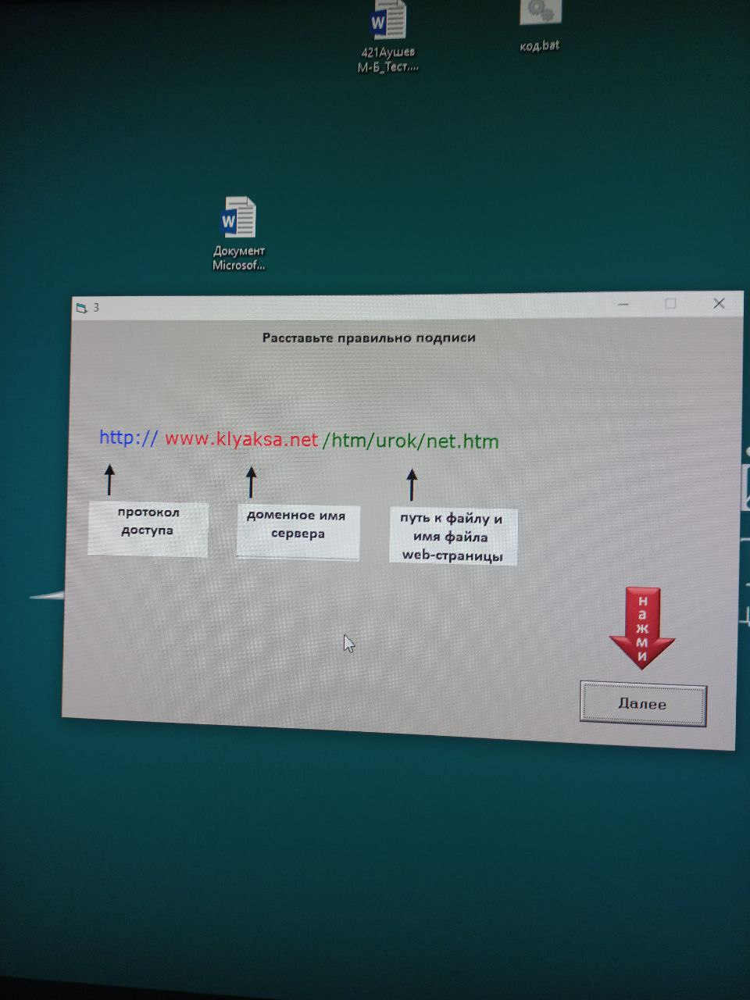 421Аушев
М-Б_Тест....
код.bat
W
W
Документ
Microsof...
3
Расставьте правильно подписи
http:// www.klyaksa.net /htm/urok/net.htm
протокол
доступа
доменное имя
сервера
путь к файлу и
имя файла
web-страницы
нажми
Далее